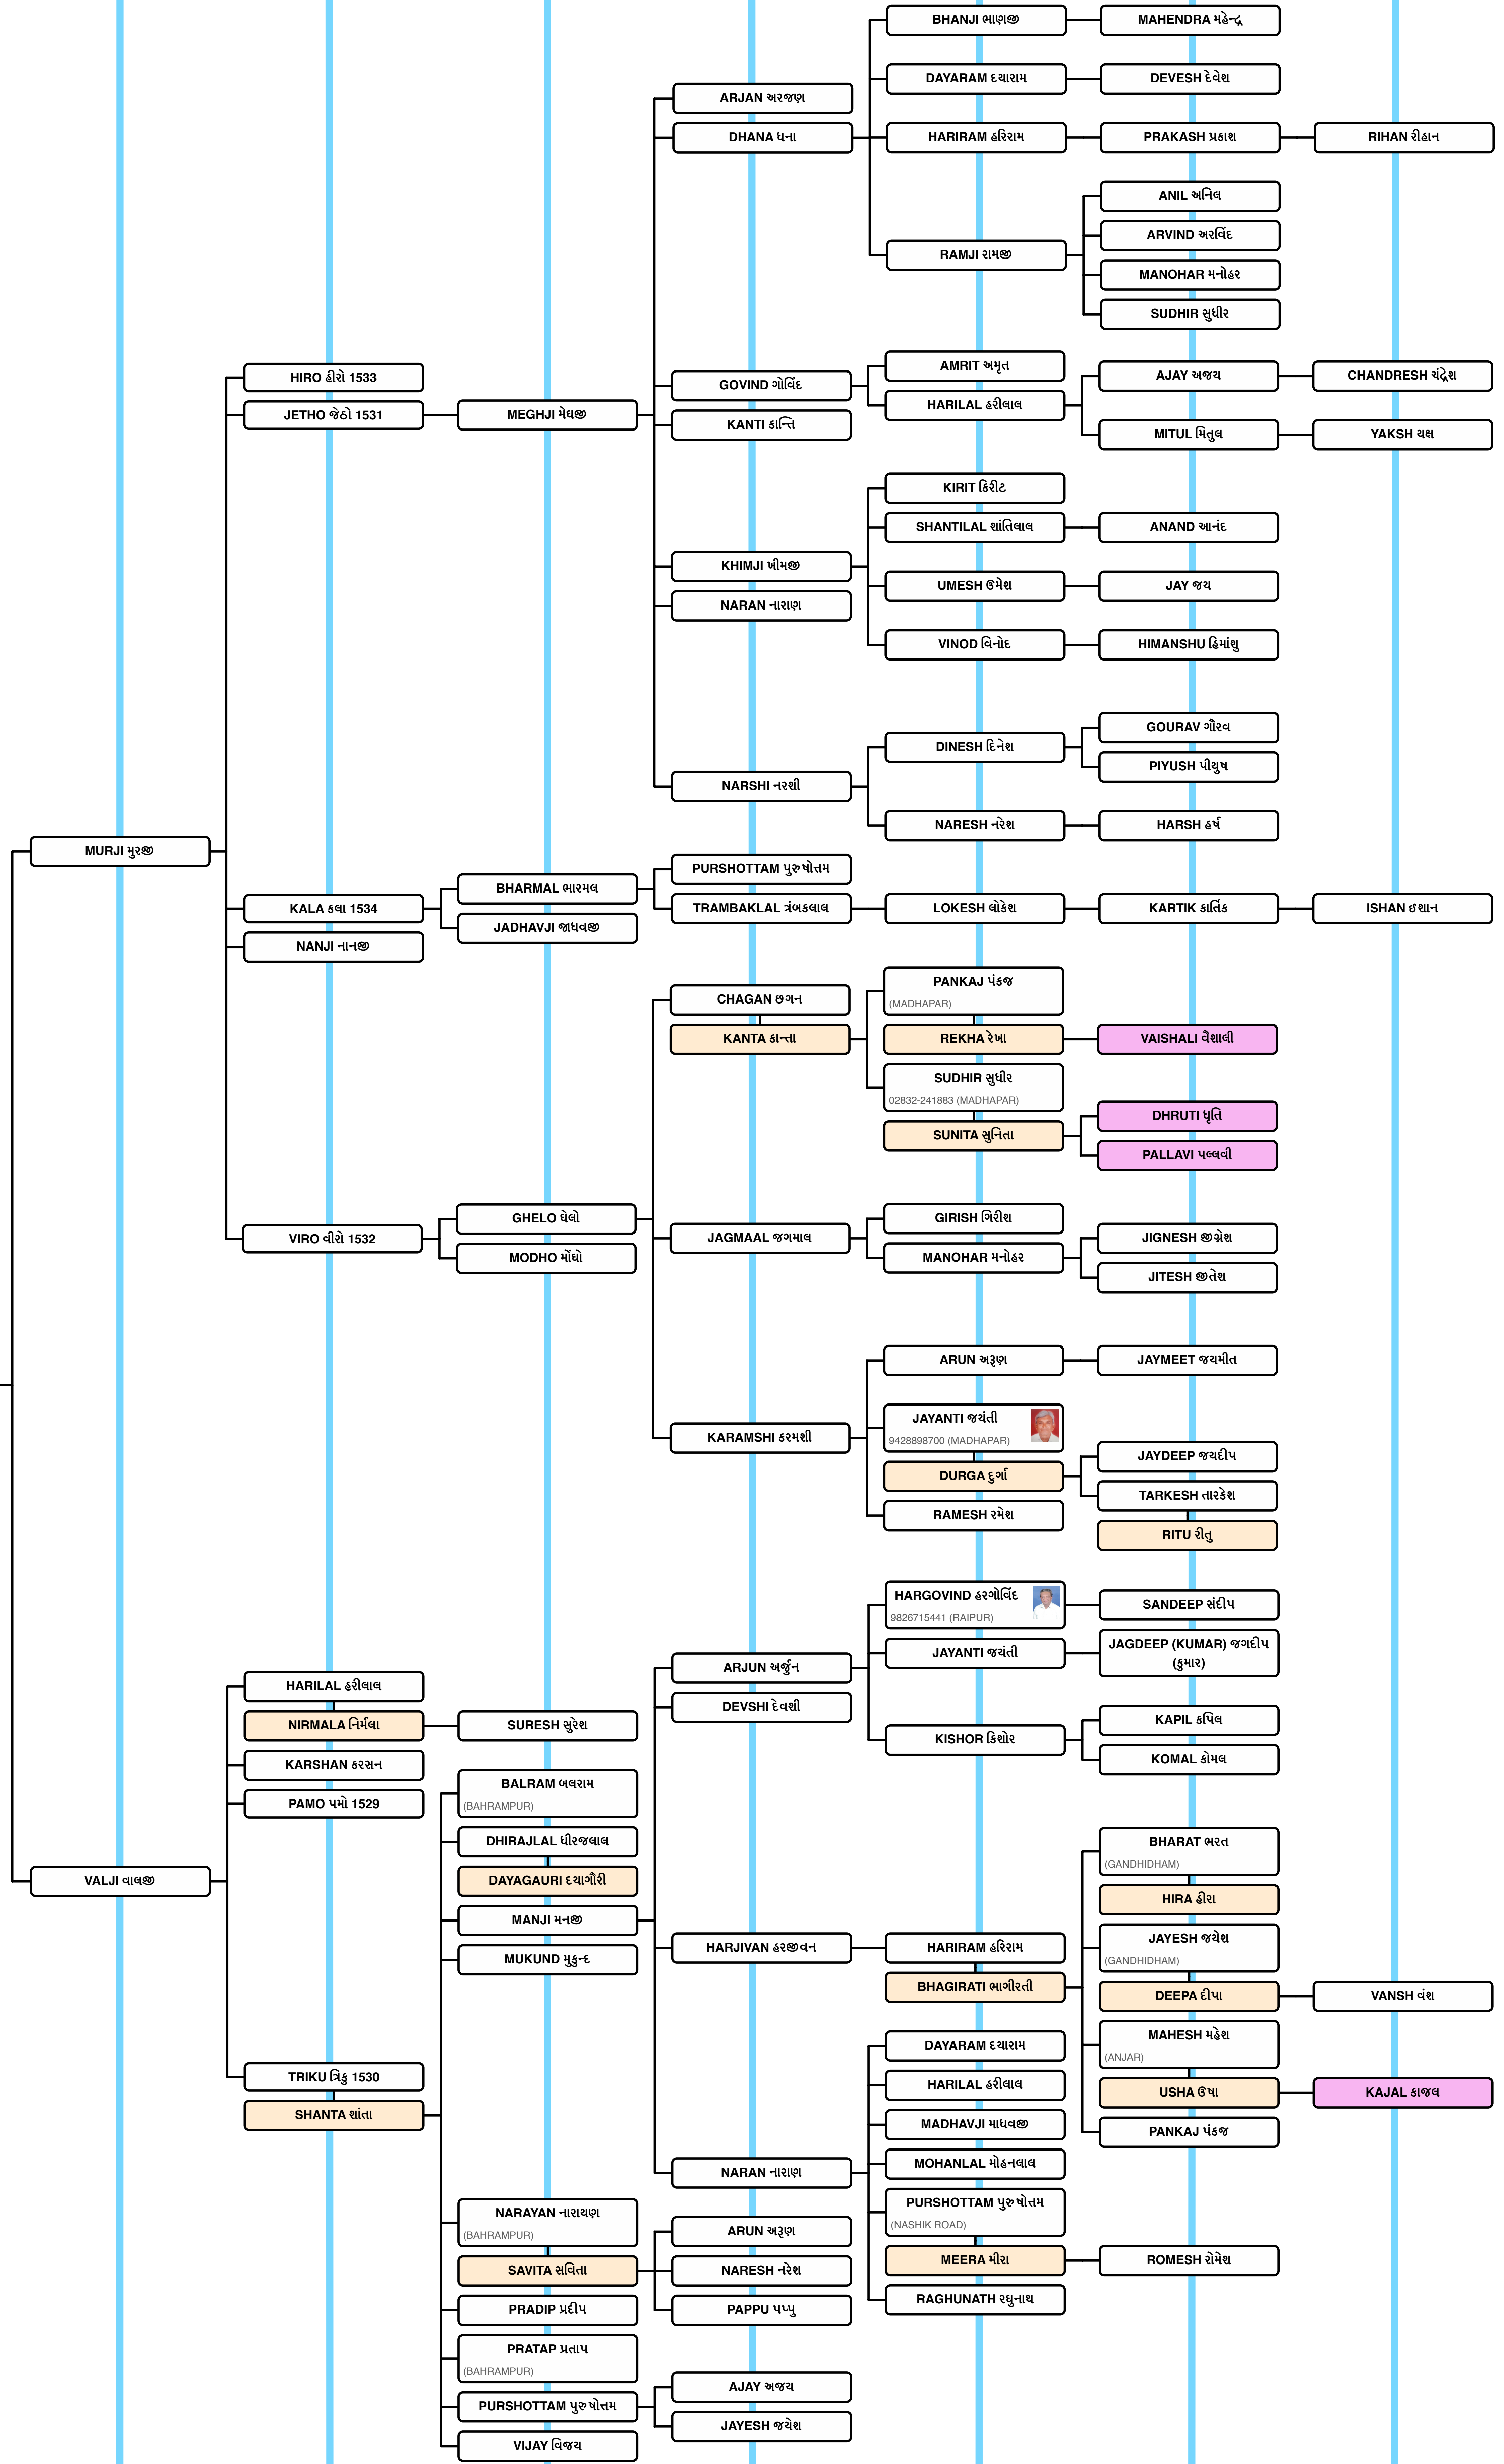 BHANJI ભાણજી
MAHENDRA મહેન્દ્ર
DAYARAM દયારામ
DEVESH દેવેશ
ARJAN અરજણ
DHANA ધના
HARIRAM હરિરામ
PRAKASH પ્રકાશ
RIHAN રીહાન
ANIL અનિલ
ARVIND અરવિંદ
RAMJI રામજી
MANOHAR મનોહર
SUDHIR સુધીર
HIRO હીરો 1533
JETHO જેઠો 1531
MEGHJI મેઘજી
GOVIND ગોવિંદ
KANTI કાન્તિ
AMRIT અમૃત
HARILAL હરીલાલ
AJAY અજય
CHANDRESH ચંદ્રેશ
MITUL મિતુલ
YAKSH યક્ષ
KIRIT કિરીટ
SHANTILAL શાંતિલાલ
ANAND આનંદ
KHIMJI ખીમજી
UMESH ઉમેશ
JAY જય
NARAN નારાણ
VINOD વિનોદ
HIMANSHU હિમાંશુ
GOURAV ગૌરવ
DINESH દિનેશ
PIYUSH પીયુષ
NARSHI નરશી
NARESH નરેશ
HARSH હર્ષ
MURJI મુરજી
PURSHOTTAM પુરુષોત્તમ
BHARMAL ભારમલ
KALA કલા 1534
TRAMBAKLAL ત્રંબકલાલ
LOKESH લોકેશ
KARTIK કાર્તિક
ISHAN ઈશાન
JADHAVJI જાધવજી
NANJI નાનજી
PANKAJ પંકજ
(MADHAPAR)
CHAGAN છગન
KANTA કાન્તા
REKHA રેખા
VAISHALI વૈશાલી
SUDHIR સુધીર
02832-241883 (MADHAPAR)
DHRUTI ધૃતિ
SUNITA સુનિતા
PALLAVI પલ્લવી
GHELO ઘેલો
GIRISH ગિરીશ
VIRO વીરો 1532
JAGMAAL જગમાલ
JIGNESH જીગ્નેશ
MODHO મોંઘો
MANOHAR મનોહર
JITESH જીતેશ
ARUN અરૂણ
JAYMEET જયમીત
JAYANTI જયંતી
9428898700 (MADHAPAR)
KARAMSHI કરમશી
JAYDEEP જયદીપ
DURGA દુર્ગા
TARKESH તારકેશ
RAMESH રમેશ
RITU રીતુ
HARGOVIND હરગોવિંદ
9826715441 (RAIPUR)
SANDEEP સંદીપ
JAYANTI જયંતી
JAGDEEP (KUMAR) જગદીપ
(કુમાર)
ARJUN અર્જુન
HARILAL હરીલાલ
DEVSHI દેવશી
NIRMALA નિર્મલા
SURESH સુરેશ
KAPIL કપિલ
KISHOR કિશોર
KOMAL કોમલ
KARSHAN કરસન
BALRAM બલરામ
(BAHRAMPUR)
PAMO પમો 1529
DHIRAJLAL ધીરજલાલ
BHARAT ભરત
(GANDHIDHAM)
VALJI વાલજી
DAYAGAURI દયાગૌરી
HIRA હીરા
MANJI મનજી
JAYESH જયેશ
(GANDHIDHAM)
HARJIVAN હરજીવન
HARIRAM હરિરામ
MUKUND મુકુન્દ
BHAGIRATI ભાગીરતી
DEEPA દીપા
VANSH વંશ
DAYARAM દયારામ
MAHESH મહેશ
(ANJAR)
TRIKU ત્રિકુ 1530
HARILAL હરીલાલ
USHA ઉષા
KAJAL કાજલ
SHANTA શાંતા
MADHAVJI માધવજી
PANKAJ પંકજ
MOHANLAL મોહનલાલ
NARAN નારાણ
PURSHOTTAM પુરુષોત્તમ
(NASHIK ROAD)
NARAYAN નારાયણ
(BAHRAMPUR)
ARUN અરૂણ
MEERA મીરા
ROMESH રોમેશ
SAVITA સવિતા
NARESH નરેશ
RAGHUNATH રઘુનાથ
PRADIP પ્રદીપ
PAPPU પપ્પુ
PRATAP પ્રતાપ
(BAHRAMPUR)
AJAY અજય
PURSHOTTAM પુરુષોત્તમ
JAYESH જયેશ
VIJAY વિજય